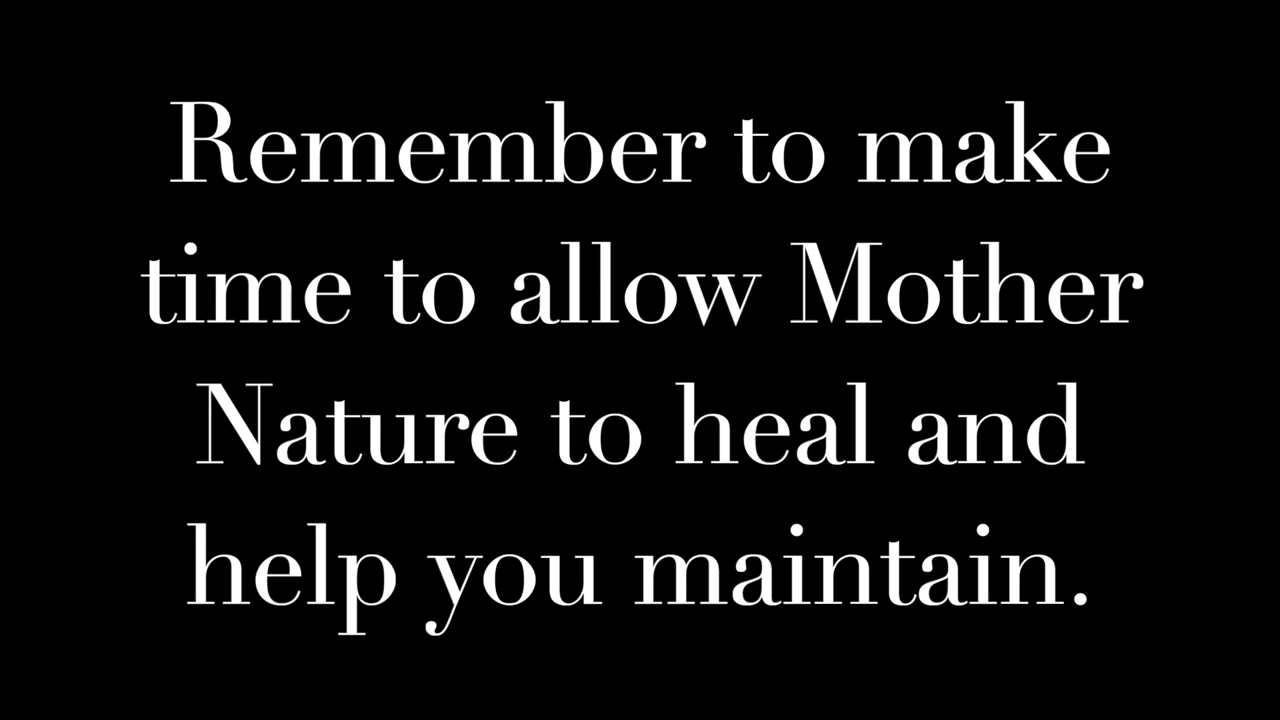 Remember to make
time to allow Mother
Nature to heal and
help you maintain.